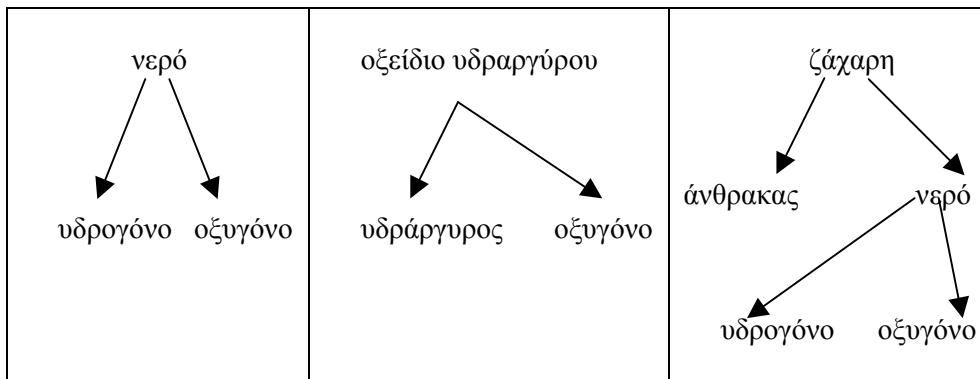 νερό
υδρογόνο οξυγόνο
οξείδιο υδραργύρου
υδράργυρος οξυγόνο
ζάχαρη
άνθρακας νερό
υδρογόνο οξυγόνο